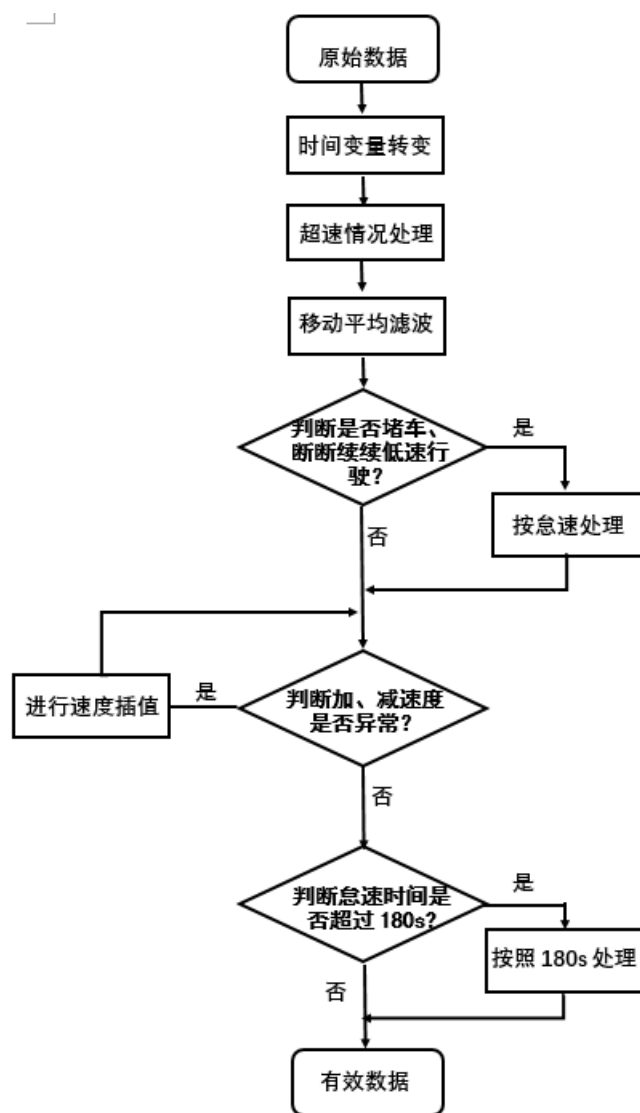 原始数据
时间变量转变
超速情况处理
移动平均滤波
判断是否堵车、
断断续续低速行
驶？
是
按怠速处理
否
进行速度插值
是
判断加、减速度
是否异常？
否
判断怠速时间是
否超过 180s?
是
按照 180s 处理
否
有效数据